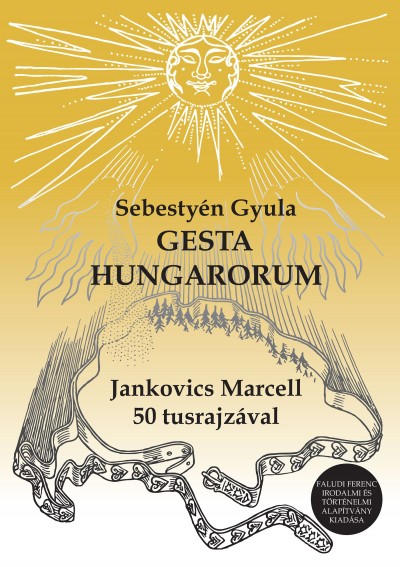 Sebestyén Gyula
GESTA
HUNGARORUM
Jankovics Marcell
50 tusrajzával
FALUDI FERENC
IRODALMI ÉS
TÖRTÉNELMI
ALAPÍTVÁNY
KIADÁSA